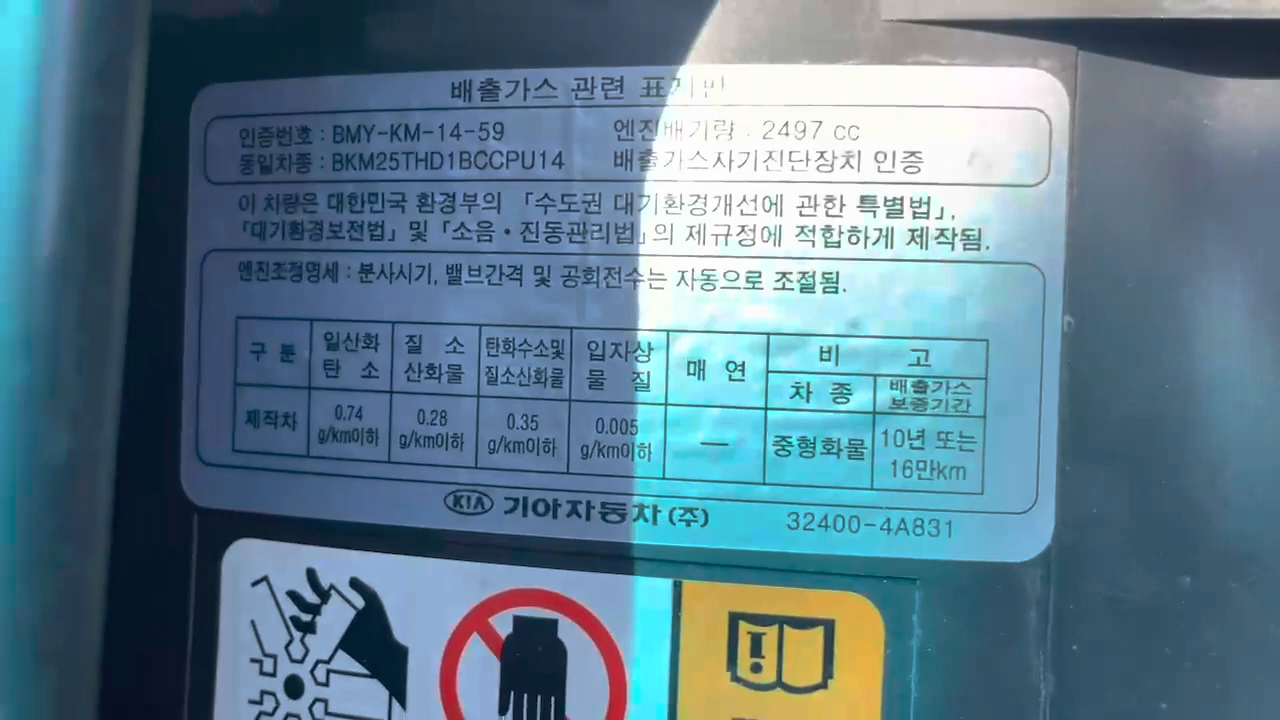 배출가스 관련 표지판
인증번호 : BMY-KM-14-59 엔진배기량 : 2497 cc
동일차종 : BKM25THD1BCCPU14 배출가스자기진단장치 인증
이 차량은 대한민국 환경부의 「수도권 대기환경개선에 관한 특별법」,
「대기환경보전법」 및 「소음・진동관리법」의 제규정에 적합하게 제작됨.
엔진조정명세 : 분사시기, 밸브간격 및 공회전수는 자동으로 조절됨.
구 분 일산화 탄 소 질 소 산화물 탄화수소및 질소산화물 입자상 물 질 매 연 비 고
차 종 배출가스 보증기간
제작차 0.74 g/km이하 0.28 g/km이하 0.35 g/km이하 0.005 g/km이하 — 중형화물 10년 또는 16만km
KIA 기아자동차(주) 32400-4A831